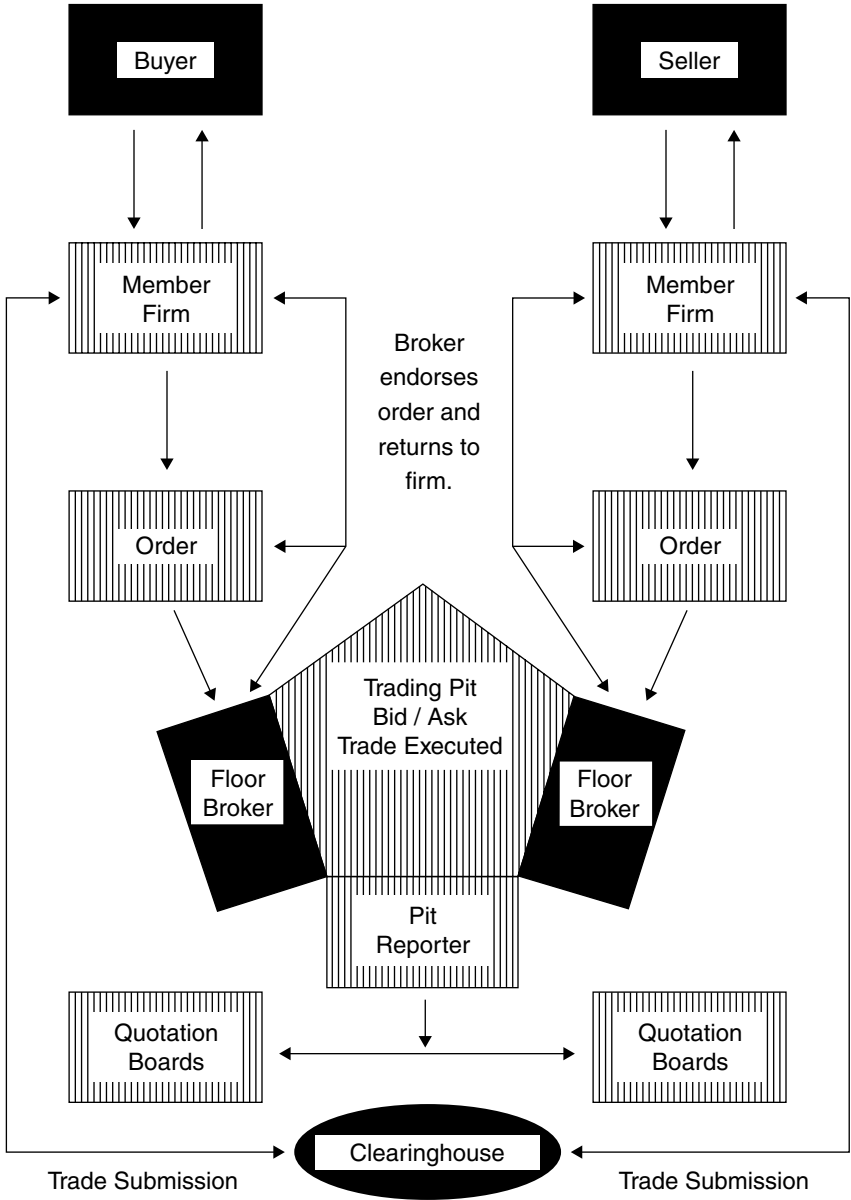 Buyer
Seller
Member
Firm
Member
Firm
Broker
endorses
order and
returns to
firm.
Order
Order
Trading Pit
Bid / Ask
Trade Executed
Floor
Broker
Floor
Broker
Pit
Reporter
Quotation
Boards
Quotation
Boards
Clearinghouse
Trade Submission
Trade Submission